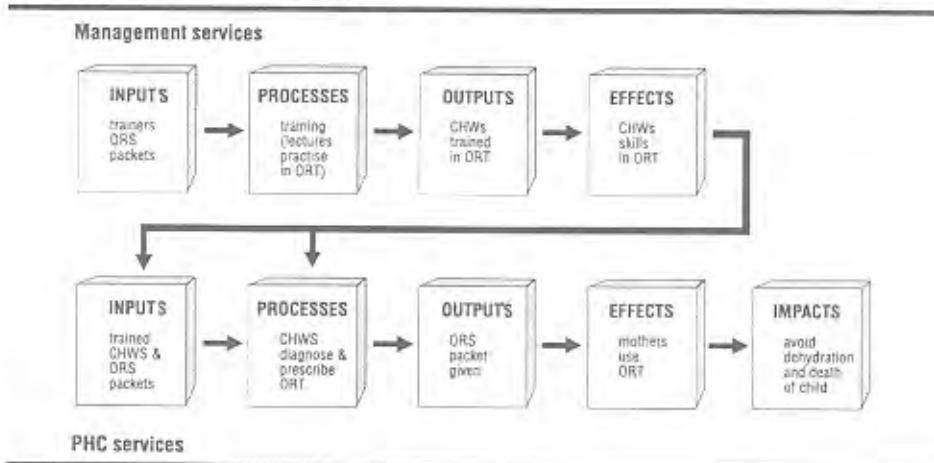 Management services
INPUTS
trainers
ORS
packets
PROCESSES
training
(lectures
practise
in ORT)
OUTPUTS
CHWs
trained
in ORT
EFFECTS
CHWs
skills
in ORT
INPUTS
trained
CHWS &
ORS
packets
PROCESSES
CHWS
diagnose &
prescribe
ORT
OUTPUTS
ORS
packet
given
EFFECTS
mothers
use
ORT
IMPACTS
avoid
dehydration
and death
of child
PHC services